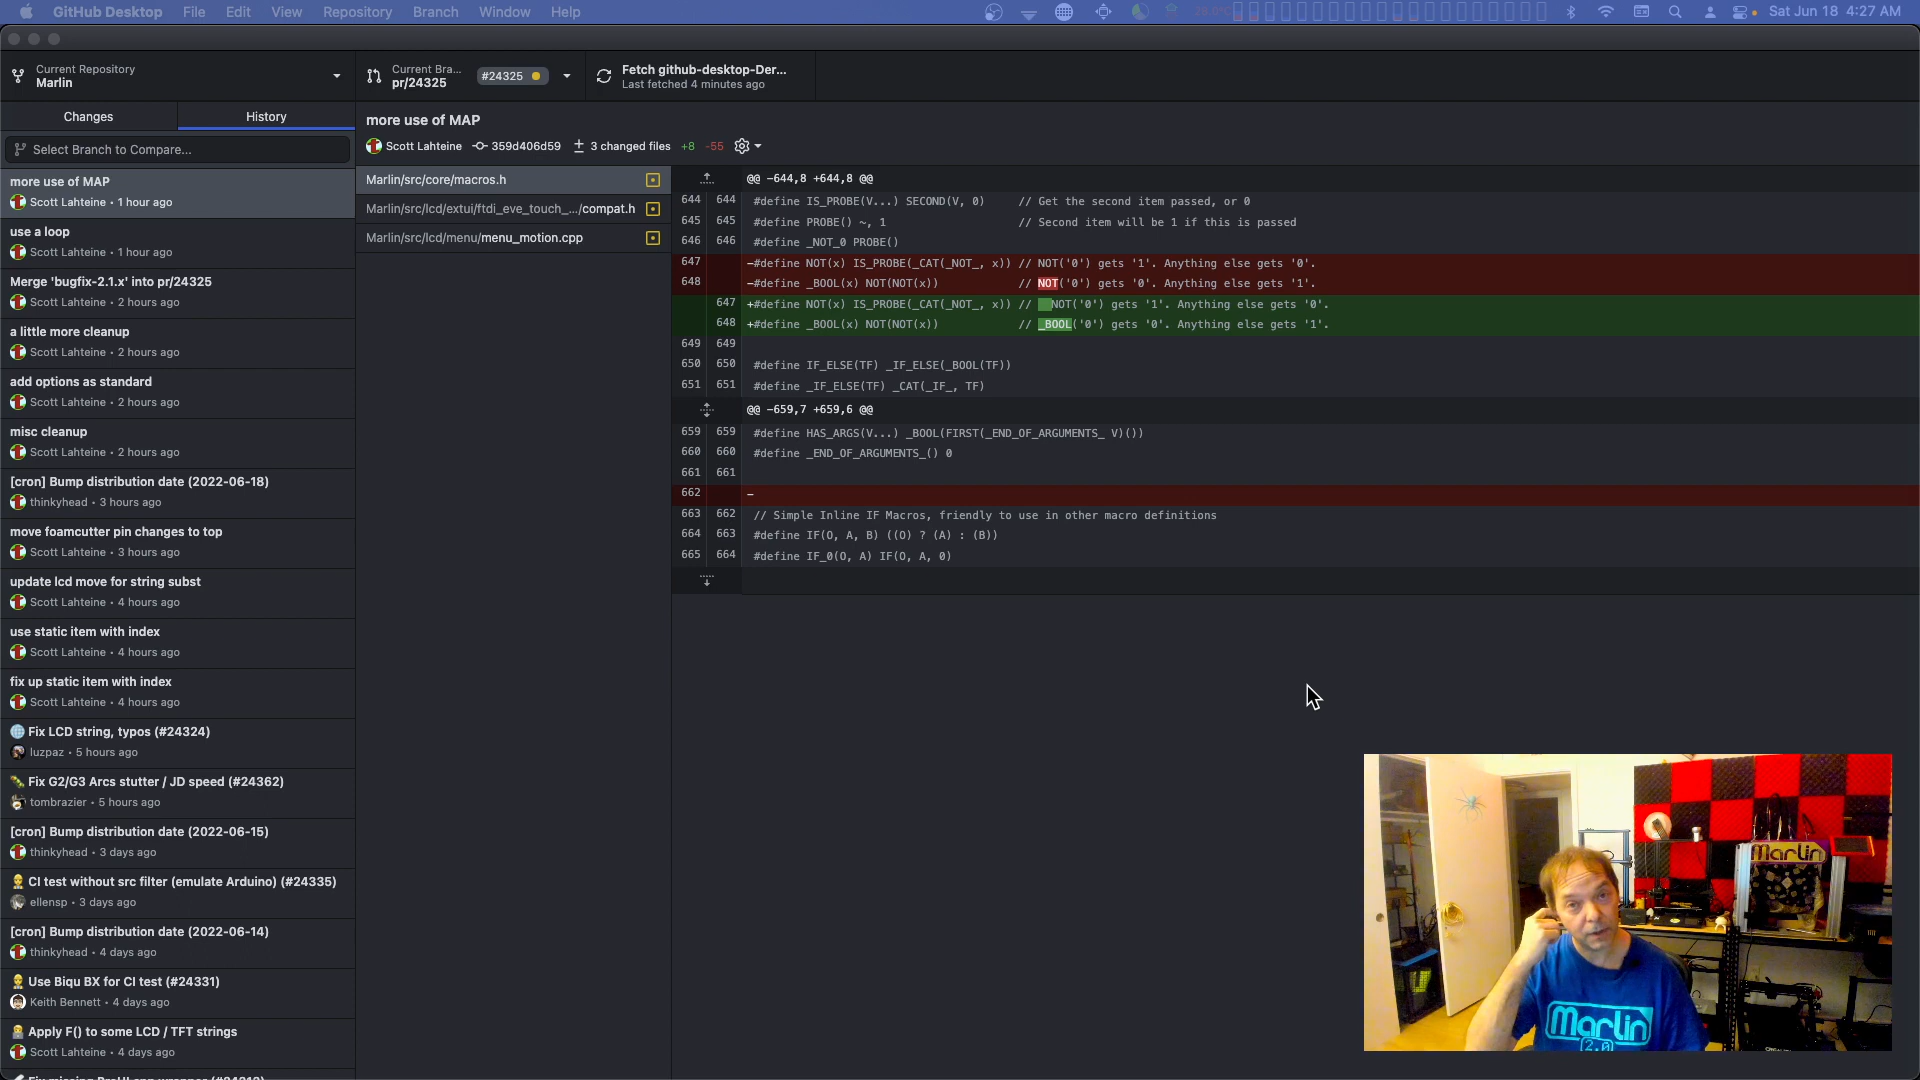 GitHub Desktop File Edit View Repository Branch Window Help Sat Jun 18 4:27 AM
Current Repository
Marlin
Current Bra...
pr/24325
#24325
Fetch github-desktop-Der...
Last fetched 4 minutes ago
Changes
History
Select Branch to Compare...
more use of MAP
Scott Lahteine • 1 hour ago
use a loop
Scott Lahteine • 1 hour ago
Merge 'bugfix-2.1.x' into pr/24325
Scott Lahteine • 2 hours ago
a little more cleanup
Scott Lahteine • 2 hours ago
add options as standard
Scott Lahteine • 2 hours ago
misc cleanup
Scott Lahteine • 2 hours ago
[cron] Bump distribution date (2022-06-18)
thinkyhead • 3 hours ago
move foamcutter pin changes to top
Scott Lahteine • 3 hours ago
update lcd move for string subst
Scott Lahteine • 4 hours ago
use static item with index
Scott Lahteine • 4 hours ago
fix up static item with index
Scott Lahteine • 4 hours ago
Fix LCD string, typos (#24324)
luzpaz • 5 hours ago
Fix G2/G3 Arcs stutter / JD speed (#24362)
tombrazier • 5 hours ago
[cron] Bump distribution date (2022-06-15)
thinkyhead • 3 days ago
CI test without src filter (emulate Arduino) (#24335)
ellensp • 3 days ago
[cron] Bump distribution date (2022-06-14)
thinkyhead • 4 days ago
Use Biqu BX for CI test (#24331)
Keith Bennett • 4 days ago
Apply F() to some LCD / TFT strings
Scott Lahteine • 4 days ago
more use of MAP
Scott Lahteine 359d406d59 3 changed files +8 -55
Marlin/src/core/macros.h
Marlin/src/lcd/extui/ftdi_eve_touch_.../compat.h
Marlin/src/lcd/menu/menu_motion.cpp
@@ -644,8 +644,8 @@
644 644 #define IS_PROBE(V...) SECOND(V, 0) // Get the second item passed, or 0
645 645 #define PROBE() ~, 1 // Second item will be 1 if this is passed
646 646 #define _NOT_0 PROBE()
647 -#define NOT(x) IS_PROBE(_CAT(_NOT_, x)) // NOT('0') gets '1'. Anything else gets '0'.
648 -#define _BOOL(x) NOT(NOT(x)) // NOT('0') gets '0'. Anything else gets '1'.
647 +#define NOT(x) IS_PROBE(_CAT(_NOT_, x)) // NOT('0') gets '1'. Anything else gets '0'.
648 +#define _BOOL(x) NOT(NOT(x)) // _BOOL('0') gets '0'. Anything else gets '1'.
649 649
650 650 #define IF_ELSE(TF) _IF_ELSE(_BOOL(TF))
651 651 #define _IF_ELSE(TF) _CAT(_IF_, TF)
@@ -659,7 +659,6 @@
659 659 #define HAS_ARGS(V...) _BOOL(FIRST(_END_OF_ARGUMENTS_ V)())
660 660 #define _END_OF_ARGUMENTS_() 0
661 661
662 -
663 662 // Simple Inline IF Macros, friendly to use in other macro definitions
664 663 #define IF(O, A, B) ((O) ? (A) : (B))
665 664 #define IF_0(O, A) IF(O, A, 0)
Marlin
Marlin
2.0